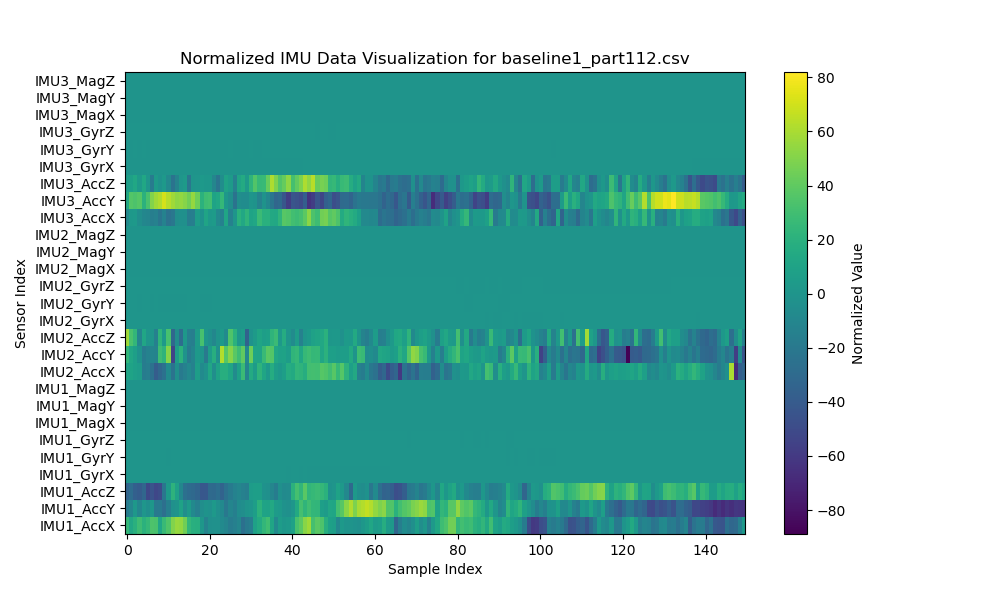 Normalized IMU Data Visualization for baseline1_part112.csv
IMU3_MagZ
IMU3_MagY
IMU3_MagX
IMU3_GyrZ
IMU3_GyrY
IMU3_GyrX
IMU3_AccZ
IMU3_AccY
IMU3_AccX
IMU2_MagZ
IMU2_MagY
IMU2_MagX
IMU2_GyrZ
IMU2_GyrY
IMU2_GyrX
IMU2_AccZ
IMU2_AccY
IMU2_AccX
IMU1_MagZ
IMU1_MagY
IMU1_MagX
IMU1_GyrZ
IMU1_GyrY
IMU1_GyrX
IMU1_AccZ
IMU1_AccY
IMU1_AccX
Sensor Index
0 20 40 60 80 100 120 140
Sample Index
80
60
40
20
0
−20
−40
−60
−80
Normalized Value